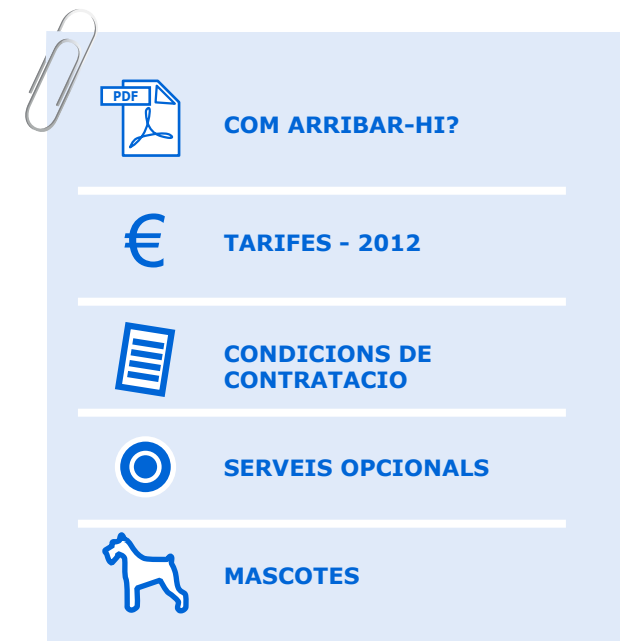 PDF
COM ARRIBAR-HI?
€
TARIFES - 2012
CONDICIONS DE
CONTRATACIO
SERVEIS OPCIONALS
MASCOTES